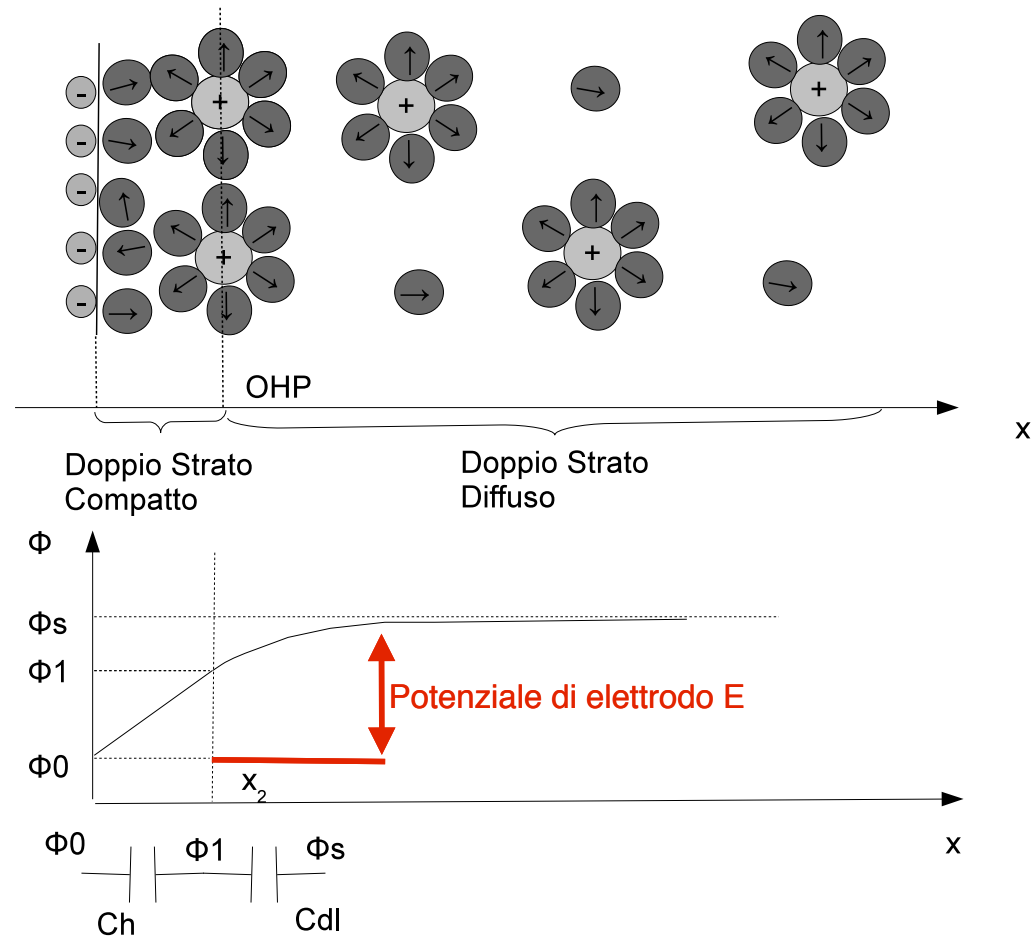 - + + + +
-
-
- + +
-
OHP
x
Doppio Strato
Compatto
Doppio Strato
Diffuso
Φ
Φs
Φ1
Potenziale di elettrodo E
Φ0
x2
x
Φ0 Φ1 Φs
Ch Cdl